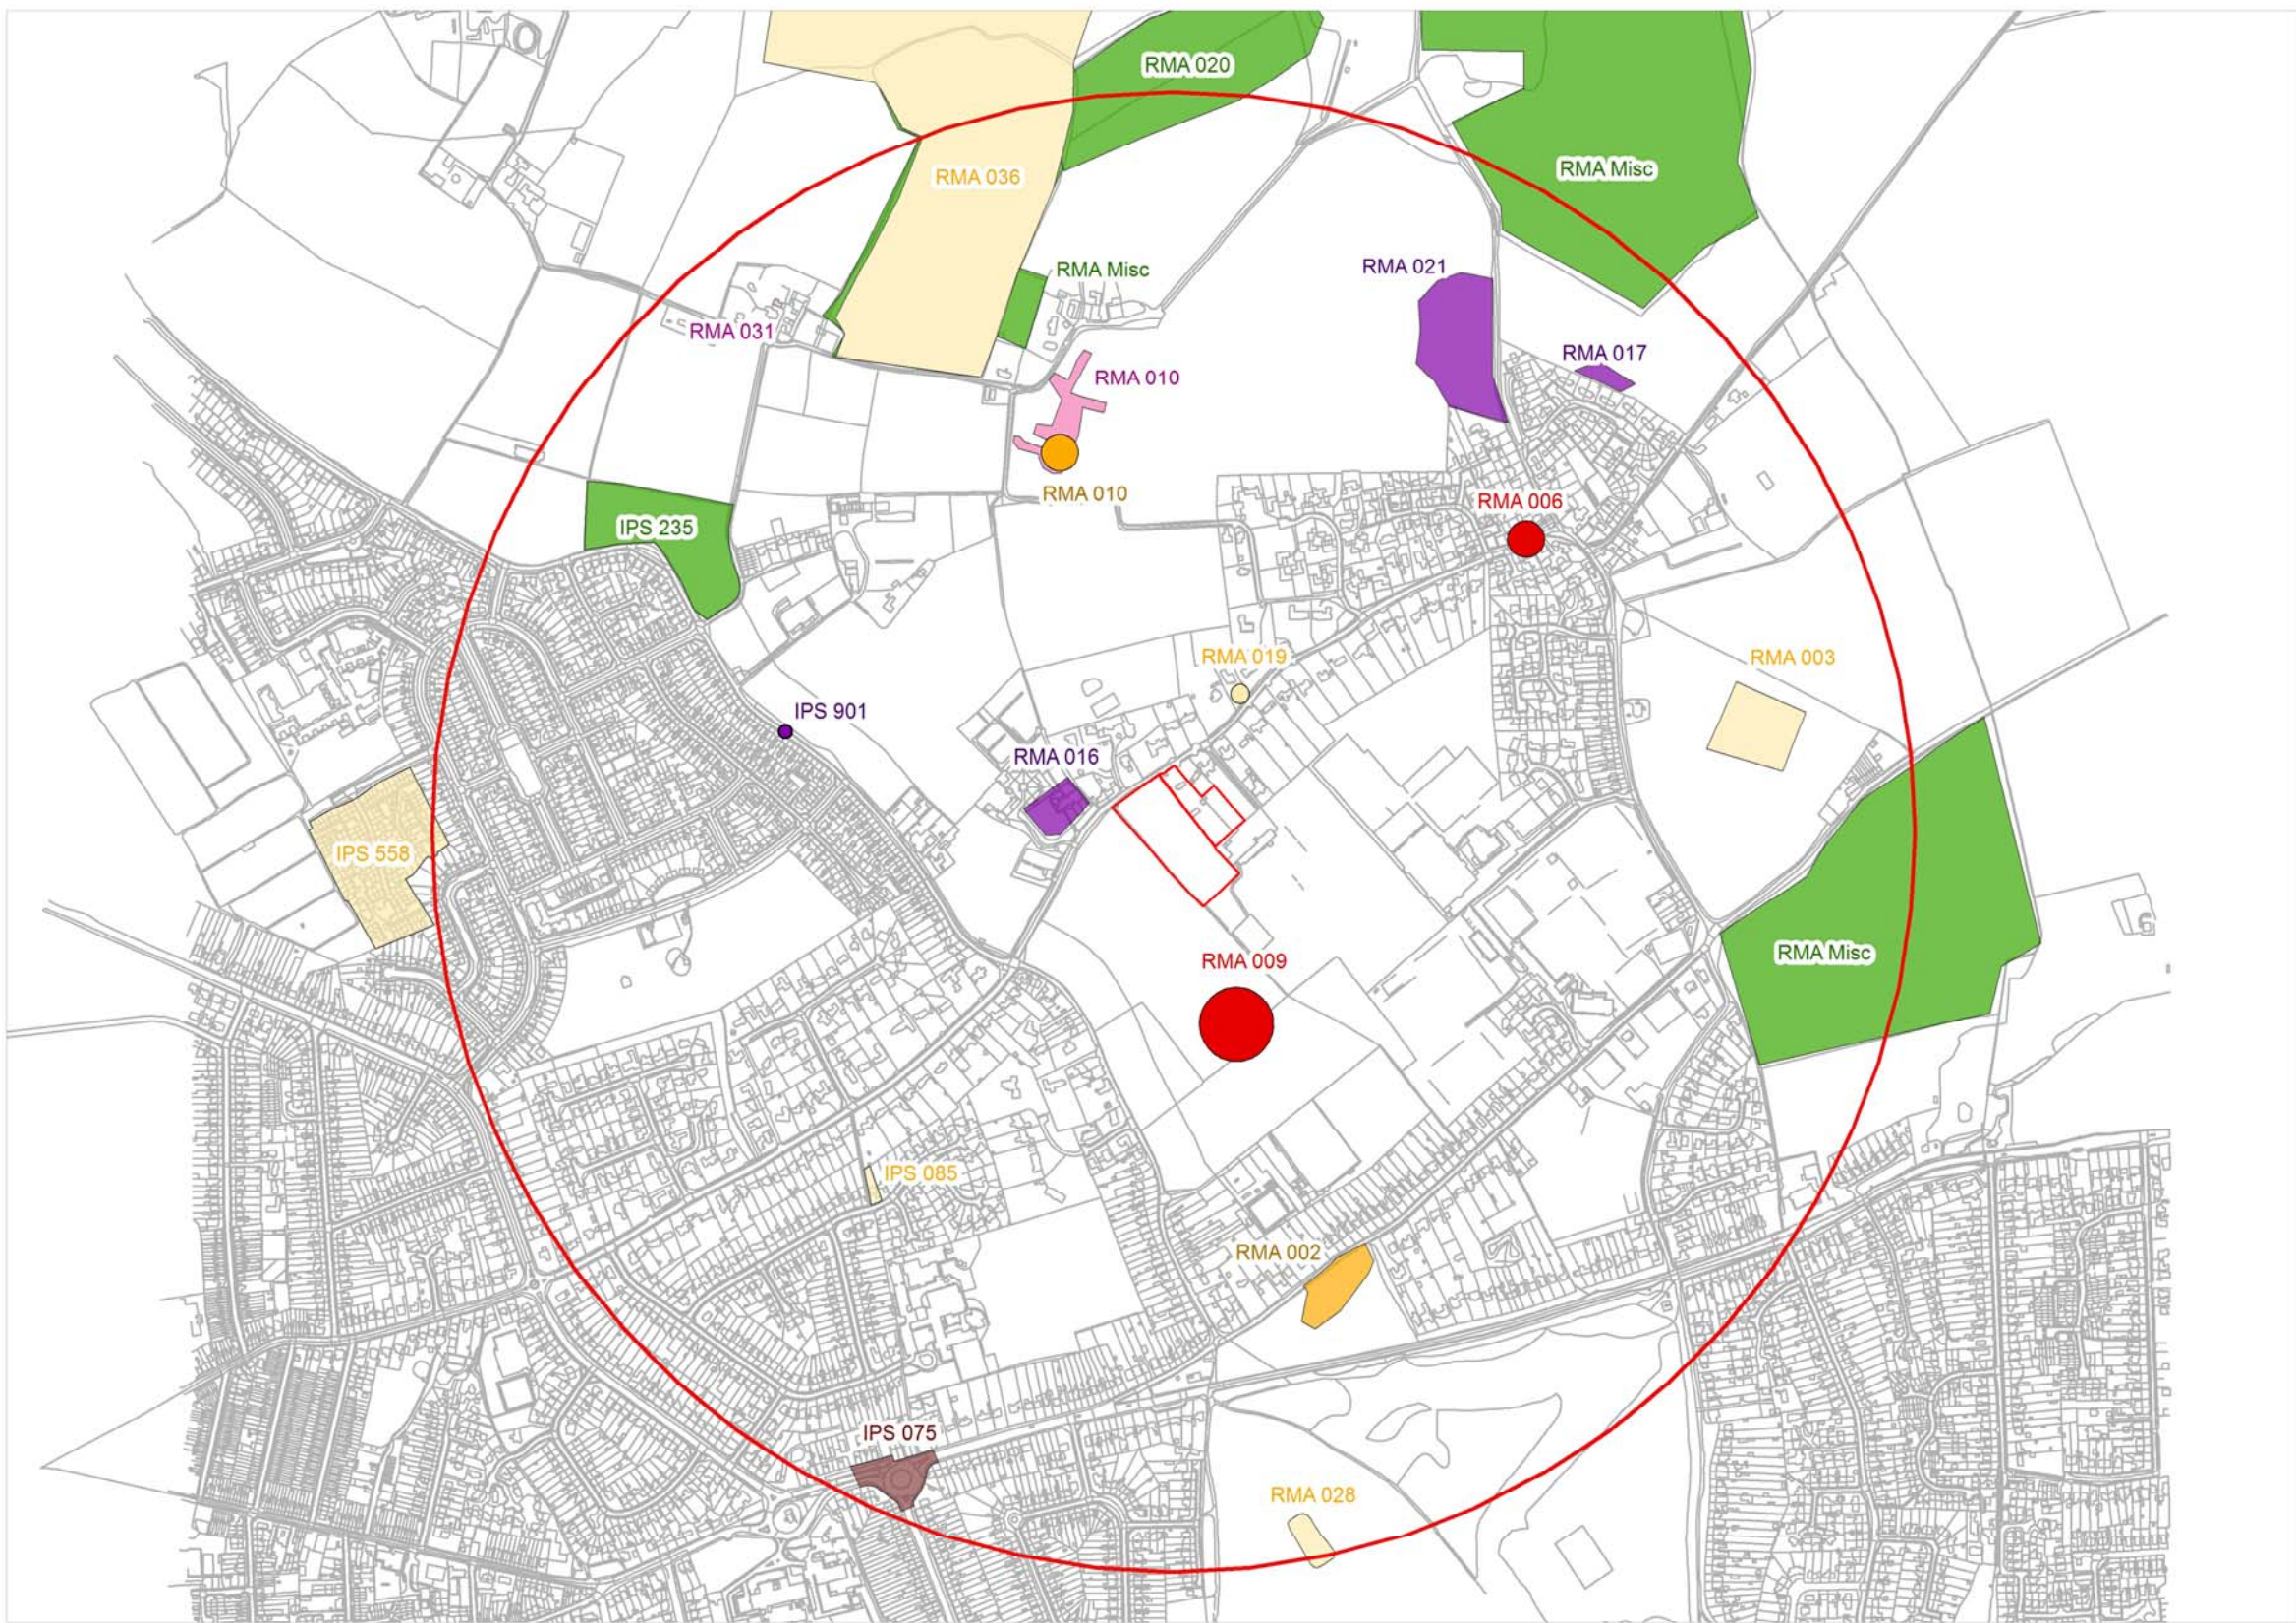 RMA 020
RMA Misc
RMA 036
RMA Misc
RMA 021
RMA 031
RMA 017
RMA 010
RMA 010
RMA 006
IPS 235
RMA 019
RMA 003
IPS 901
RMA 016
IPS 558
RMA Misc
RMA 009
IPS 085
RMA 002
IPS 075
RMA 028